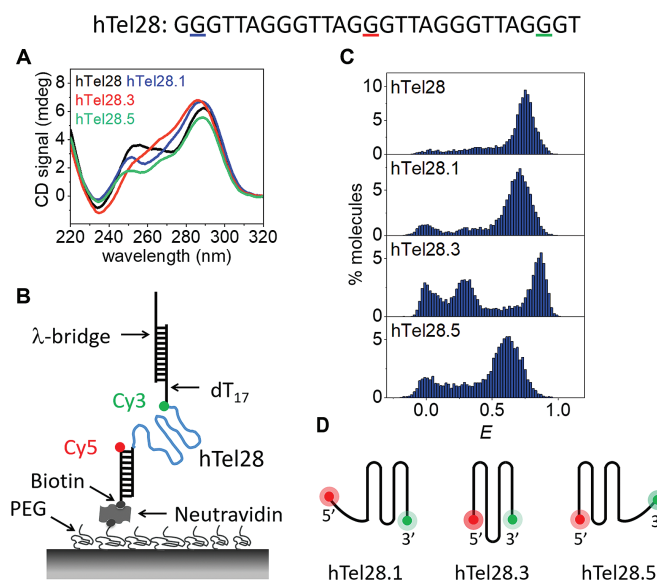 hTel28: GGGTTAGGGTTAGGGTTAGGGTTAGGGT
A
hTel28 hTel28.1
hTel28.3
hTel28.5
CD signal (mdeg)
6
3
0
220 240 260 280 300 320
wavelength (nm)
B
λ-bridge
dT17
Cy3
Cy5
hTel28
Biotin
PEG
Neutravidin
C
% molecules
10
5
0
hTel28
5
0
hTel28.1
5
0
hTel28.3
5
0
hTel28.5
0.0 0.5 1.0
E
D
5’ 3’ 5’ 3’ 5’ 3’
hTel28.1 hTel28.3 hTel28.5